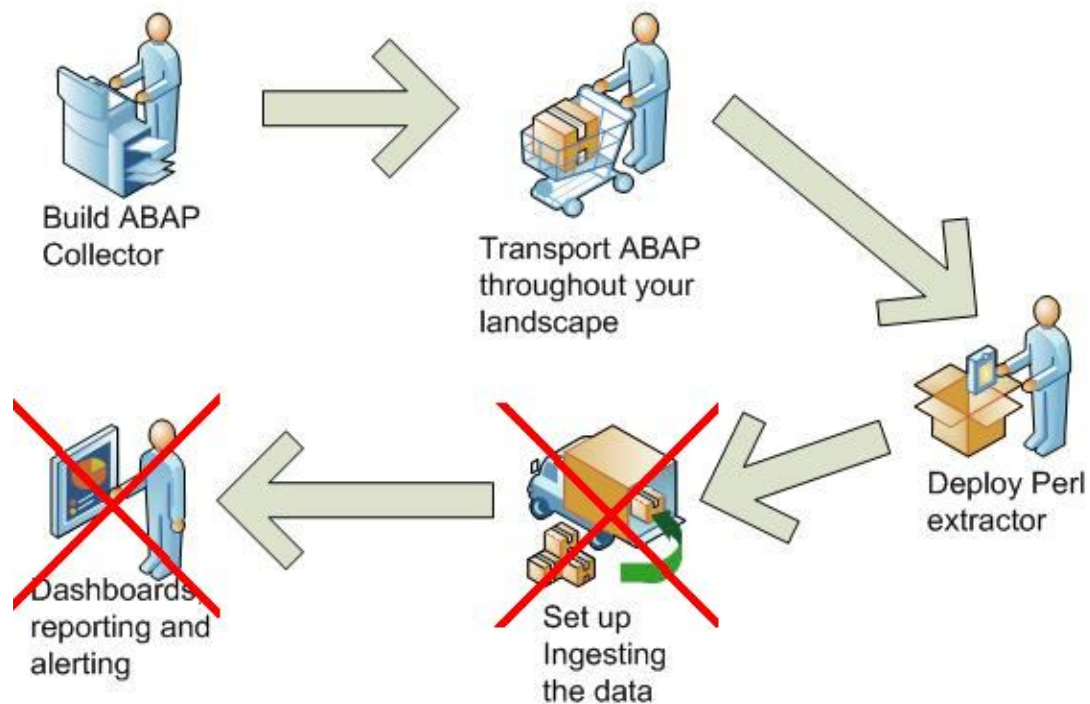 Build ABAP
Collector
Transport ABAP
throughout your
landscape
Deploy Perl
extractor
Set up
Ingesting
the data
Dashboards,
reporting and
alerting